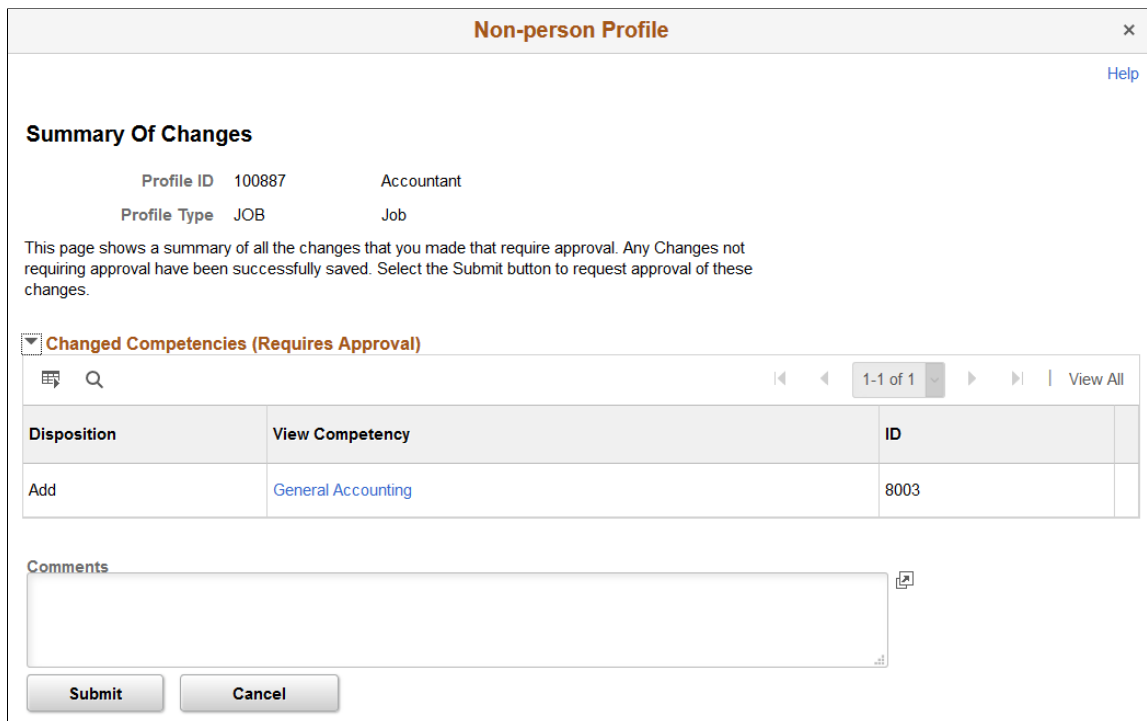 Non-person Profile
×
Help
Summary Of Changes
Profile ID 100887 Accountant
Profile Type JOB Job
This page shows a summary of all the changes that you made that require approval. Any Changes not
requiring approval have been successfully saved. Select the Submit button to request approval of these
changes.
Changed Competencies (Requires Approval)
1-1 of 1 | View All
Disposition View Competency ID
Add General Accounting 8003
Comments
Submit Cancel